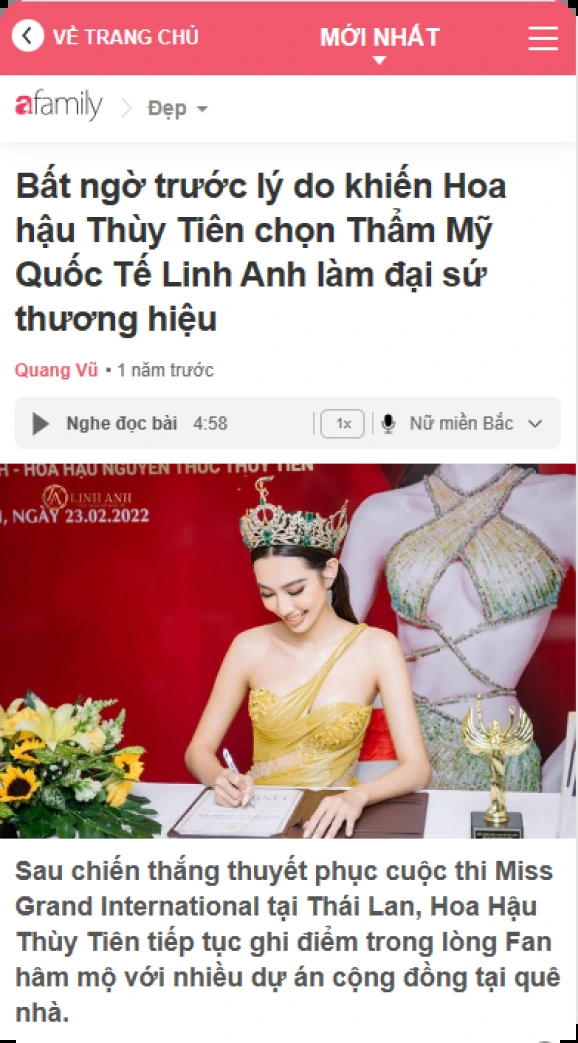 VỀ TRANG CHỦ
MỚI NHẤT
afamily
Đẹp
Bất ngờ trước lý do khiến Hoa
hậu Thùy Tiên chọn Thẩm Mỹ
Quốc Tế Linh Anh làm đại sứ
thương hiệu
Quang Vũ • 1 năm trước
Nghe đọc bài 4:58
1x
Nữ miền Bắc
H - HOA HẬU NGUYỄN THÚC THÙY TIÊN
LINH ANH
, NGÀY 23.02.2022
Sau chiến thắng thuyết phục cuộc thi Miss
Grand International tại Thái Lan, Hoa Hậu
Thùy Tiên tiếp tục ghi điểm trong lòng Fan
hâm mộ với nhiều dự án cộng đồng tại quê
nhà.